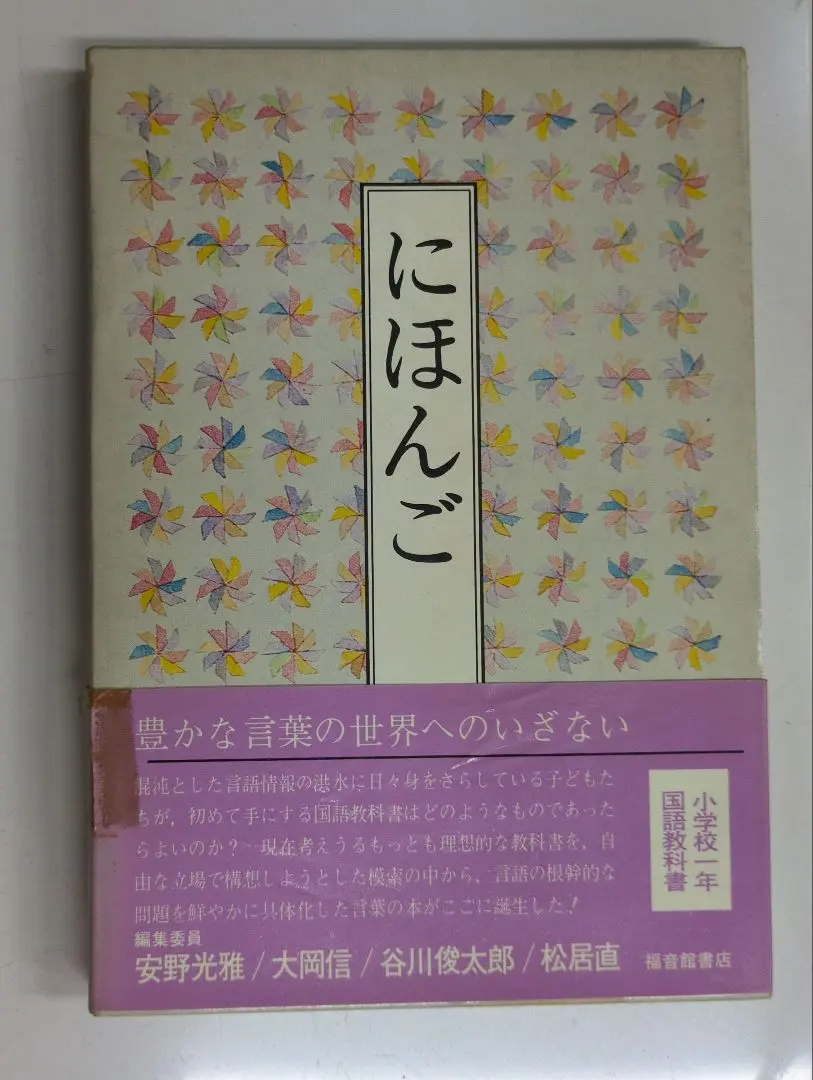 にほんご
豊かな言葉の世界へのいざない
混沌とした言語情報の洪水に日々身をさらしている子どもた
ちが，初めて手にする国語教科書はどのようなものであった
らよいのか？ 現在考えうるもっとも理想的な教科書を，自
由な立場で構想しようとした模索の中から，言語の根幹的な
問題を鮮やかに具体化した言葉の本がここに誕生した！
小学校一年
国語教科書
編集委員
安野光雅/大岡信/谷川俊太郎/松居直
福音館書店